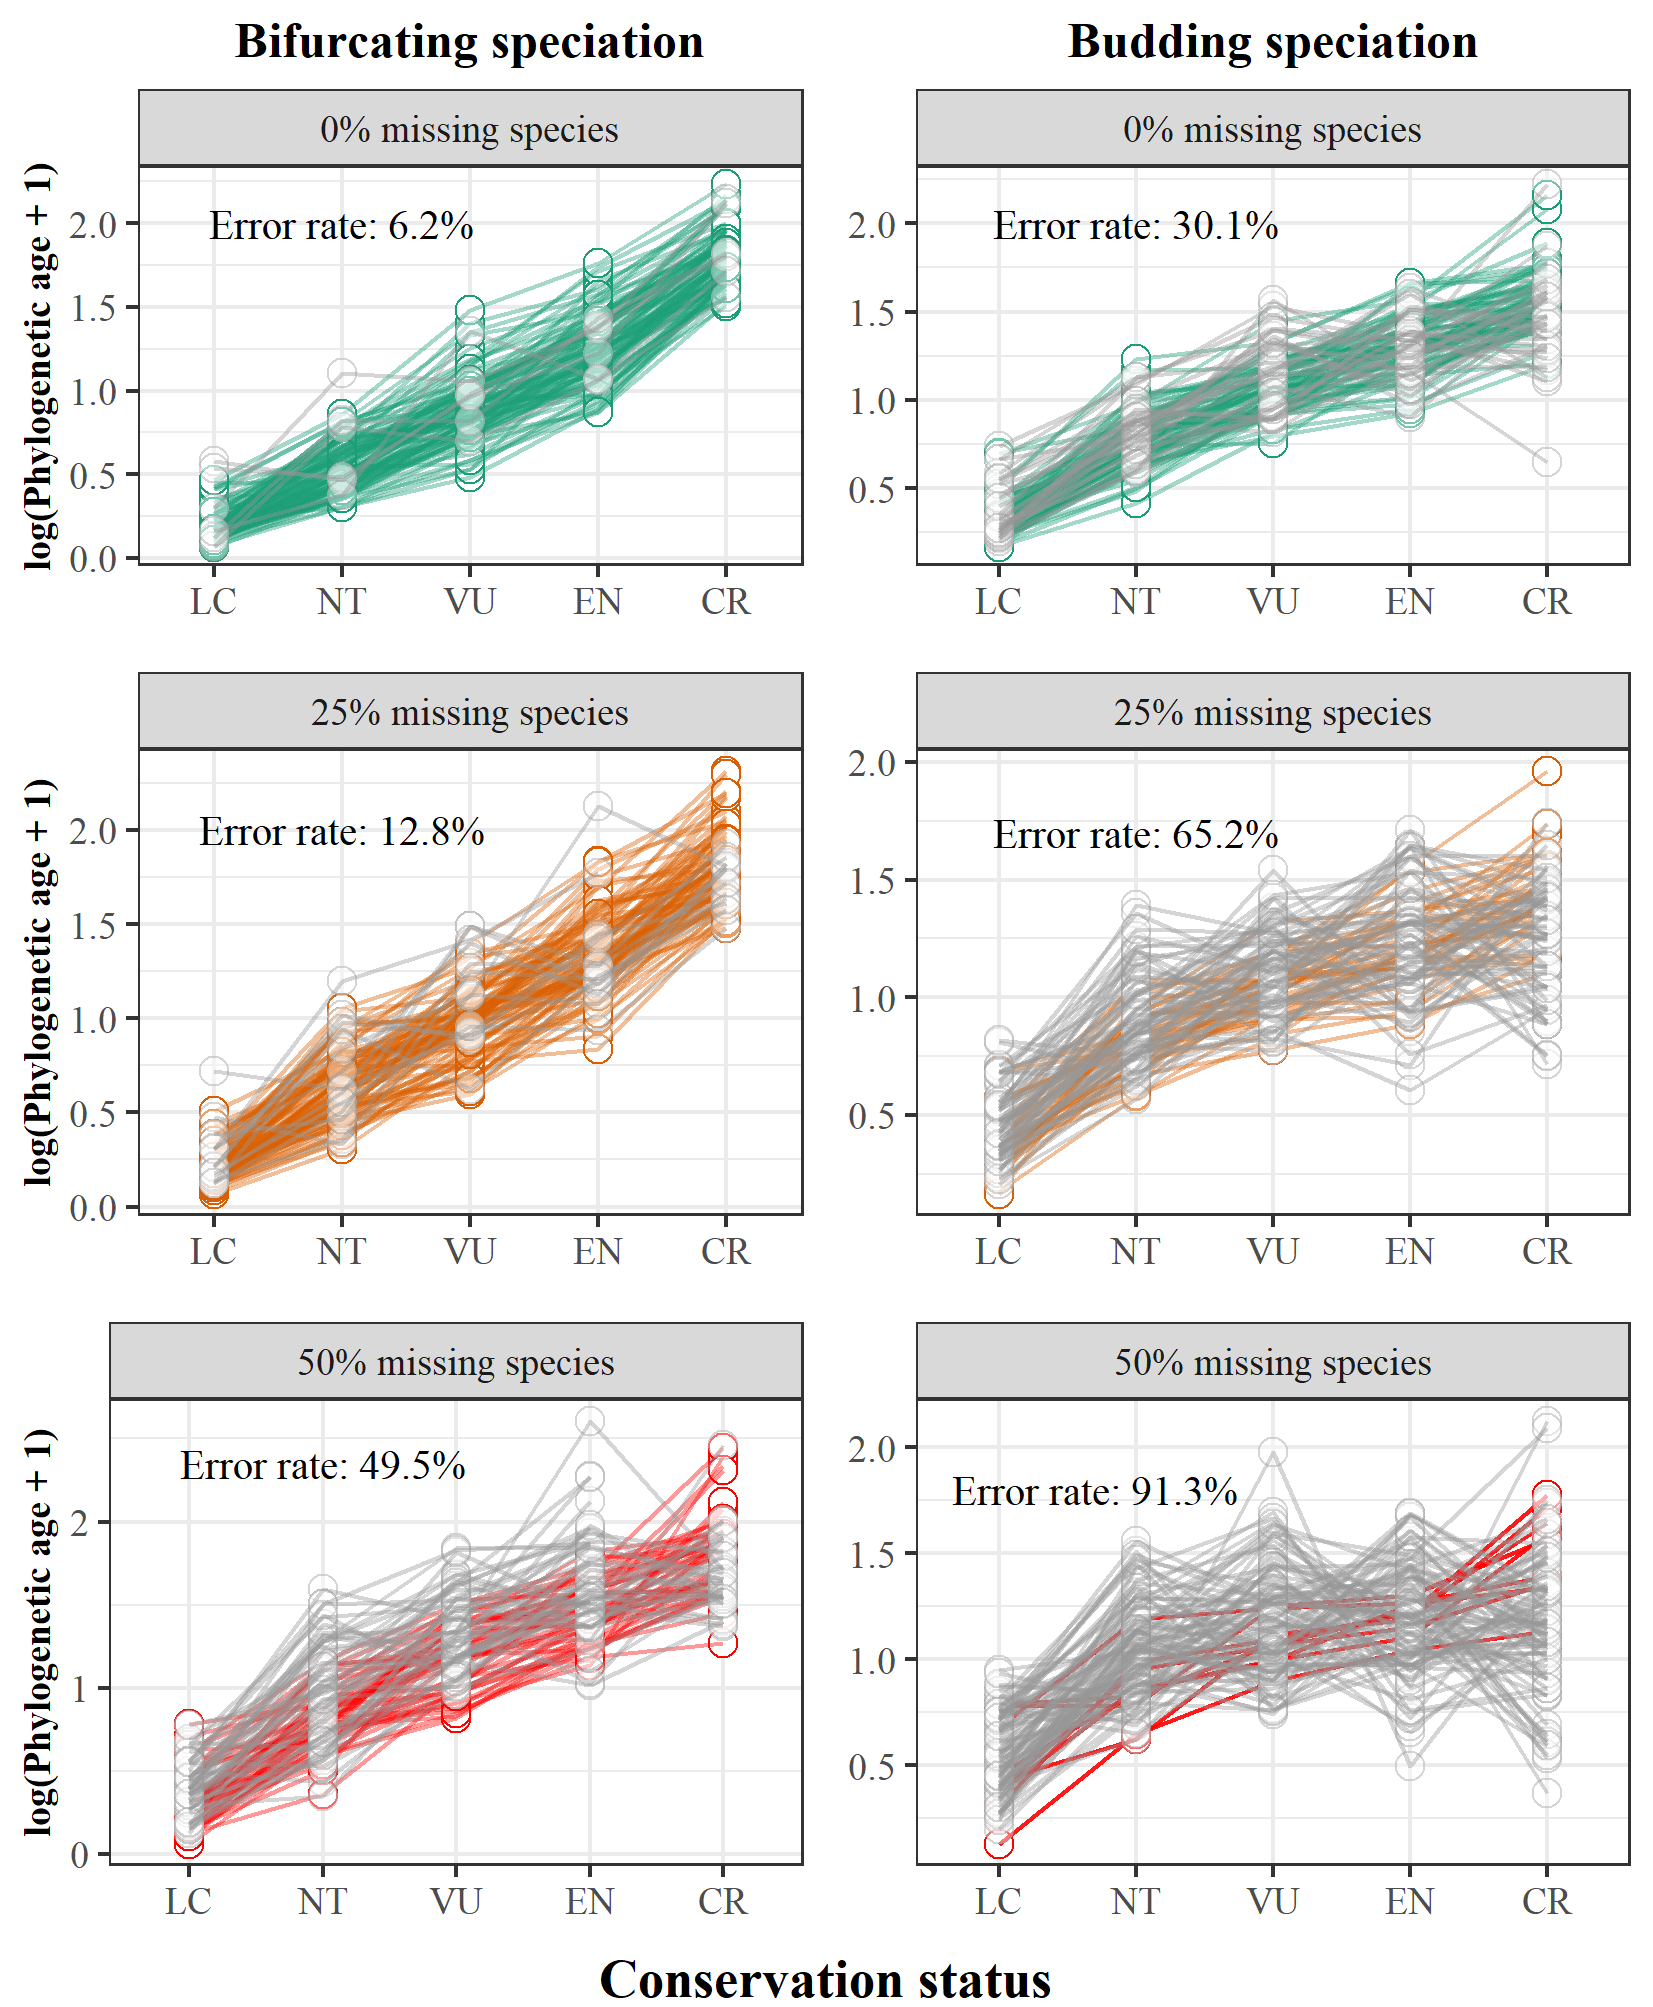 Bifurcating speciation
Budding speciation
0% missing species
0% missing species
log(Phylogenetic age + 1)
2.0
1.5
1.0
0.5
0.0
Error rate: 6.2%
LC NT VU EN CR
2.0
1.5
1.0
0.5
Error rate: 30.1%
LC NT VU EN CR
25% missing species
25% missing species
log(Phylogenetic age + 1)
2.0
1.5
1.0
0.5
0.0
Error rate: 12.8%
LC NT VU EN CR
2.0
1.5
1.0
0.5
Error rate: 65.2%
LC NT VU EN CR
50% missing species
50% missing species
log(Phylogenetic age + 1)
2
1
0
Error rate: 49.5%
LC NT VU EN CR
2.0
1.5
1.0
0.5
Error rate: 91.3%
LC NT VU EN CR
Conservation status